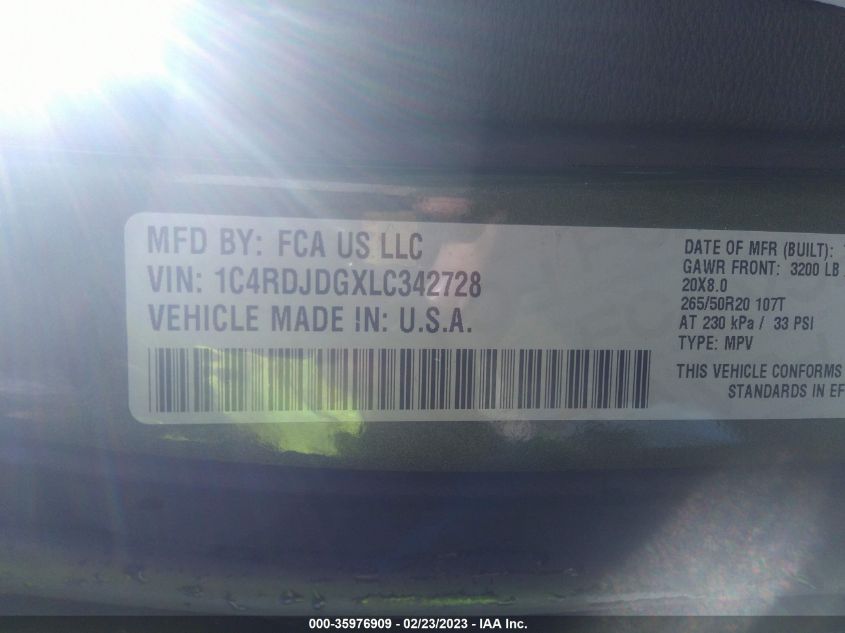 MFD BY: FCA US LLC
VIN: 1C4RDJDGXLC342728
VEHICLE MADE IN: U.S.A.
DATE OF MFR (BUILT):
GAWR FRONT: 3200 LB
20X8.0
265/50R20 107T
AT 230 kPa / 33 PSI
TYPE: MPV
THIS VEHICLE CONFORMS
STANDARDS IN EF
000-35976909 — 02/23/2023 — IAA Inc.